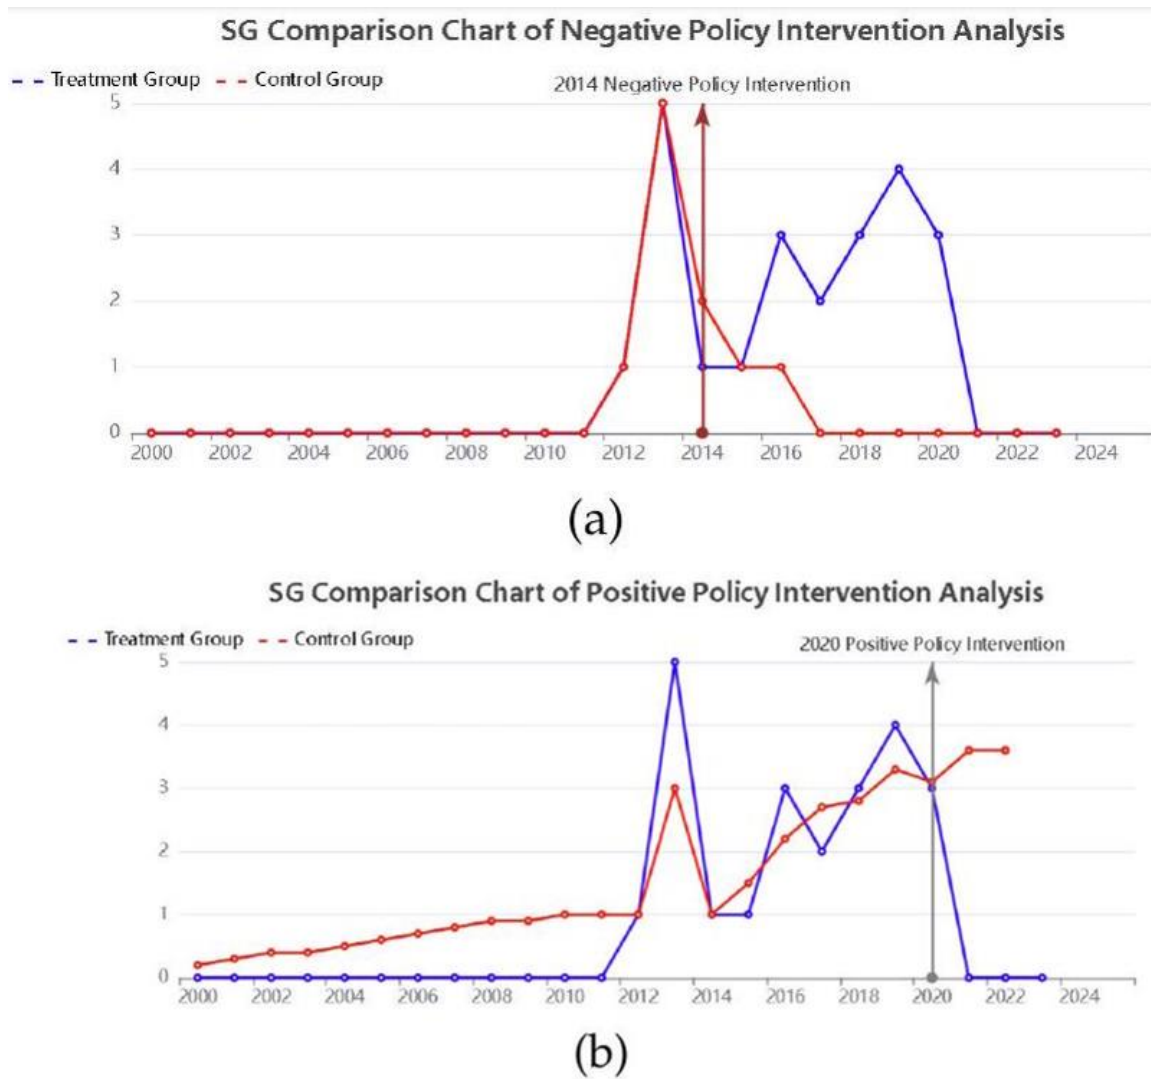 SG Comparison Chart of Negative Policy Intervention Analysis
Treatment Group Control Group
2014 Negative Policy Intervention
5
4
3
2
1
0
2000 2002 2004 2006 2008 2010 2012 2014 2016 2018 2020 2022 2024
(a)
SG Comparison Chart of Positive Policy Intervention Analysis
Treatment Group Control Group
2020 Positive Policy Intervention
5
4
3
2
1
0
2000 2002 2004 2006 2008 2010 2012 2014 2016 2018 2020 2022 2024
(b)